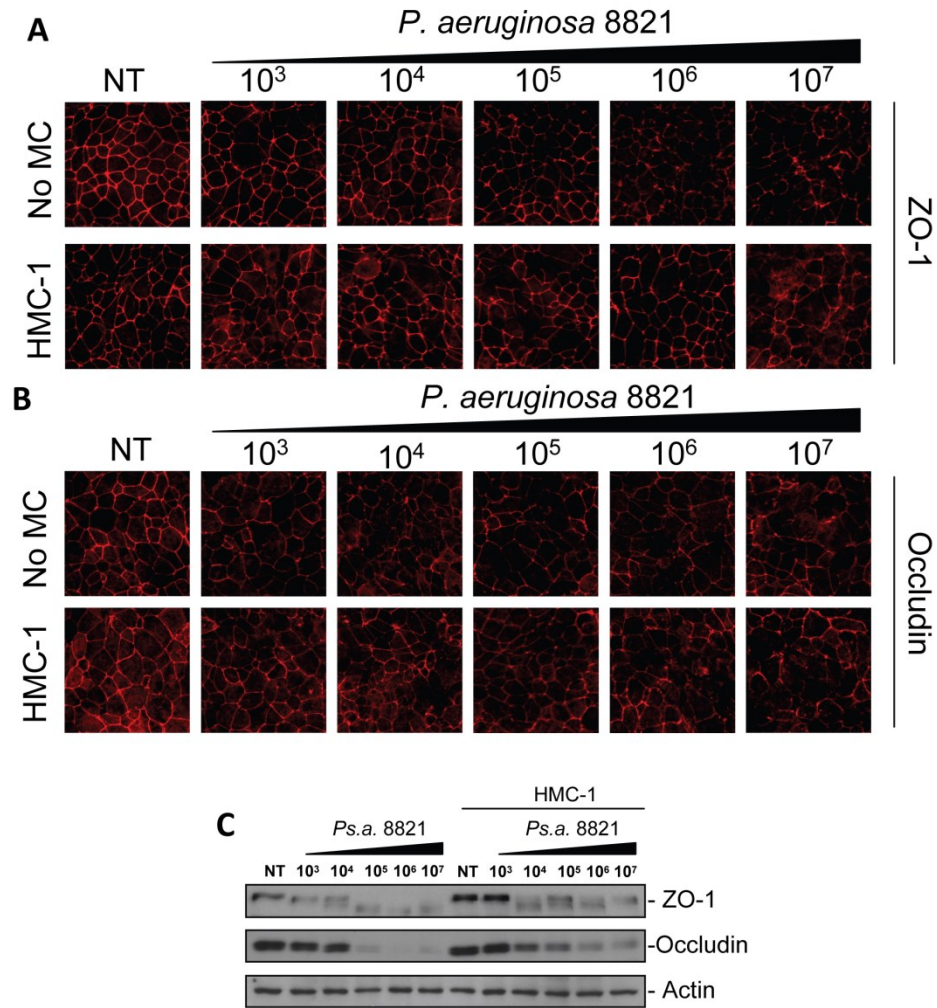 A
P. aeruginosa 8821
NT 10³ 10⁴ 10⁵ 10⁶ 10⁷
No MC
HMC-1
ZO-1
B
P. aeruginosa 8821
NT 10³ 10⁴ 10⁵ 10⁶ 10⁷
No MC
HMC-1
Occludin
HMC-1
C
Ps.a. 8821 Ps.a. 8821
NT 10³ 10⁴ 10⁵ 10⁶ 10⁷ NT 10³ 10⁴ 10⁵ 10⁶ 10⁷
- ZO-1
-Occludin
- Actin